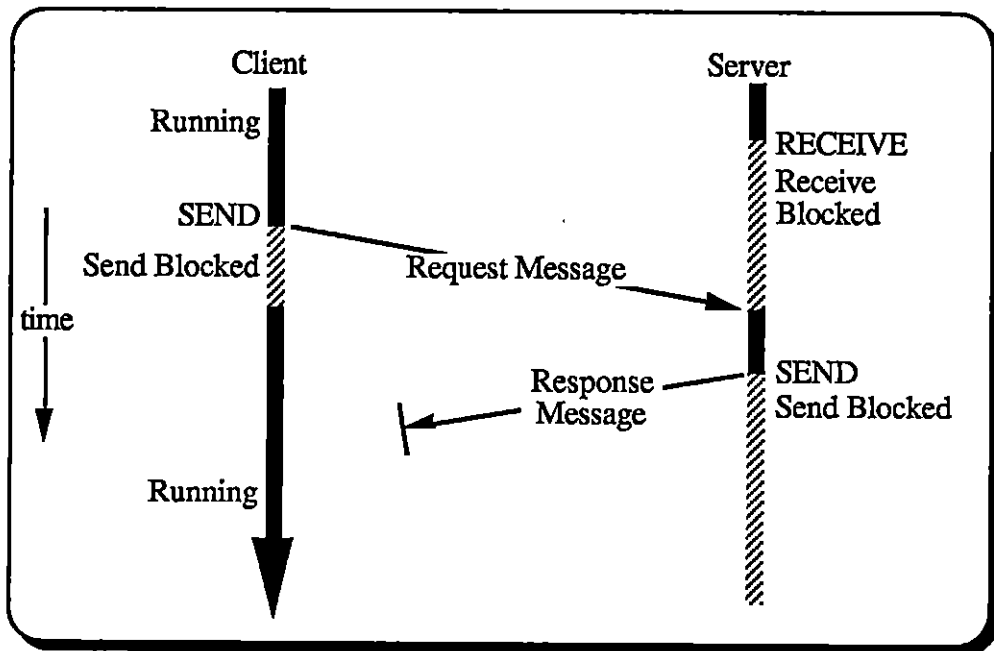 Client
Server
Running
RECEIVE
Receive
Blocked
SEND
Send Blocked
Request Message
time
Response
Message
SEND
Send Blocked
Running